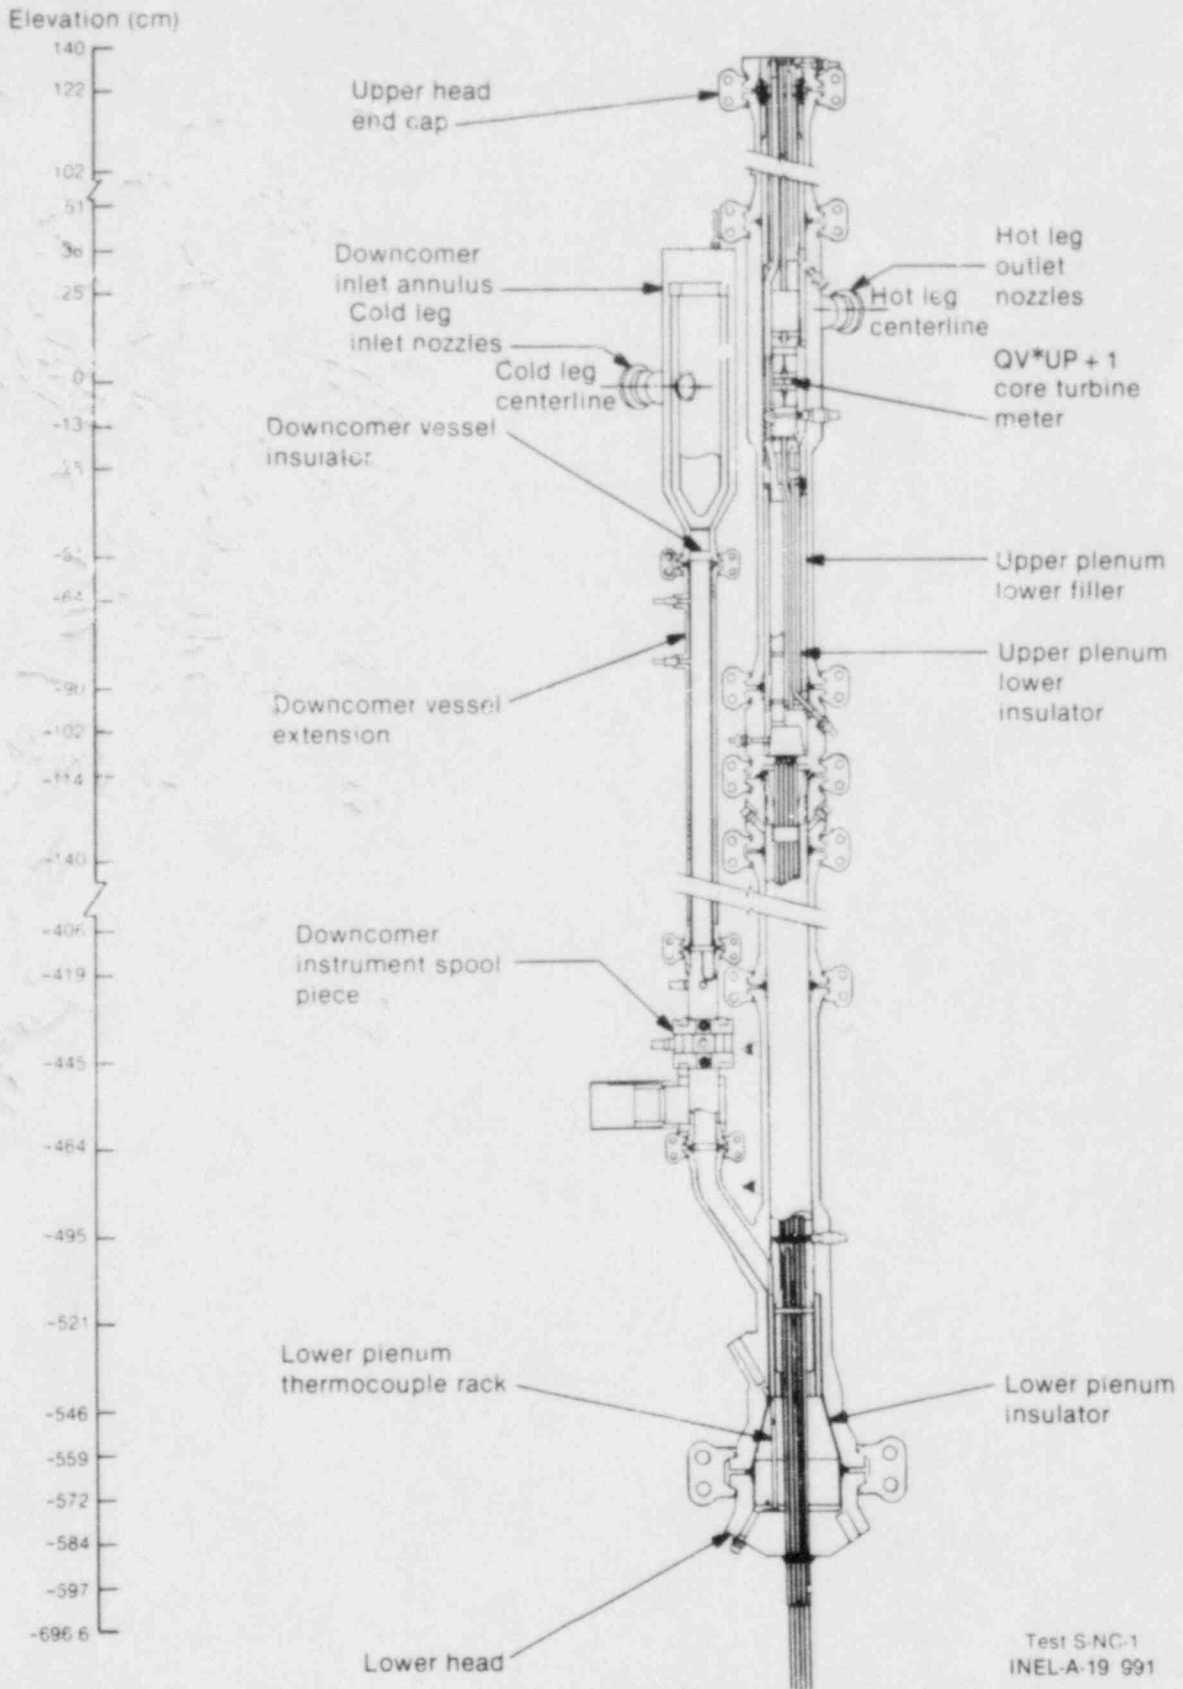 Elevation (cm)
140
122
102
51
36
25
0
-13
-25
-51
-64
-90
-102
-114
-140
-406
-419
-445
-464
-495
-521
-546
-559
-572
-584
-597
-696.6
Upper head
end cap
Downcomer
inlet annulus
Cold leg
inlet nozzles
Cold leg
centerline
Downcomer vessel
insulator
Downcomer vessel
extension
Downcomer
instrument spool
piece
Lower plenum
thermocouple rack
Lower head
Hot leg
outlet
nozzles
Hot leg
centerline
QV*UP + 1
core turbine
meter
Upper plenum
lower filler
Upper plenum
lower
insulator
Lower plenum
insulator
Test S-NC-1
INEL-A-19 991